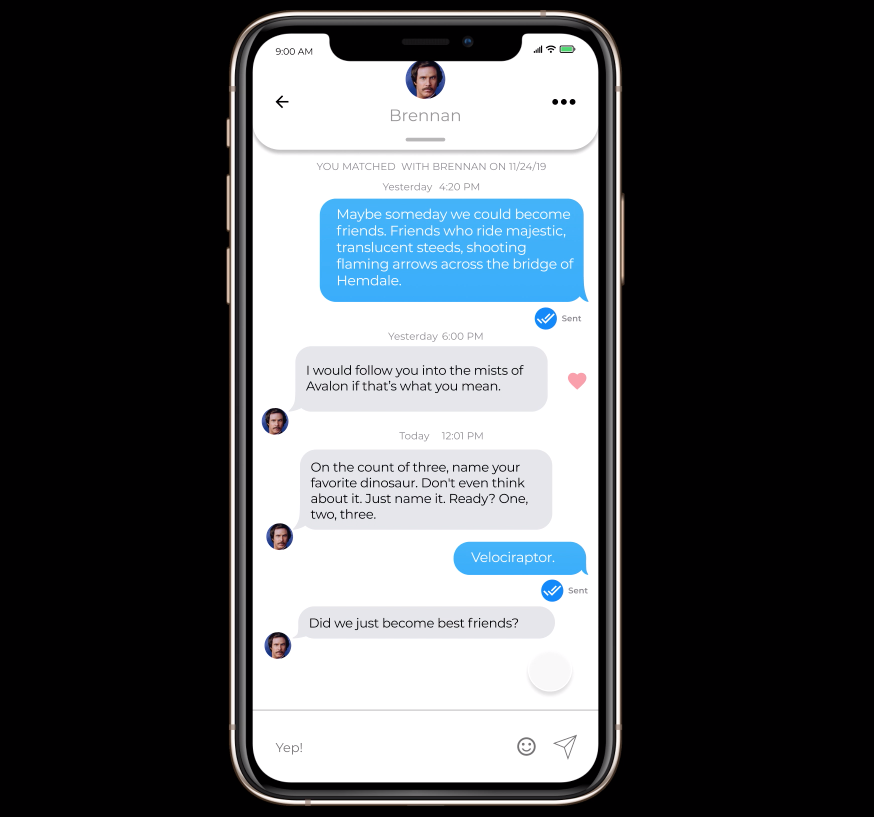 9:00 AM
Brennan
YOU MATCHED WITH BRENNAN ON 11/24/19
Yesterday 4:20 PM
Maybe someday we could become
friends. Friends who ride majestic,
translucent steeds, shooting
flaming arrows across the bridge of
Hemdale.
Sent
Yesterday 6:00 PM
I would follow you into the mists of
Avalon if that’s what you mean.
Today 12:01 PM
On the count of three, name your
favorite dinosaur. Don't even think
about it. Just name it. Ready? One,
two, three.
Velociraptor.
Sent
Did we just become best friends?
Yep!